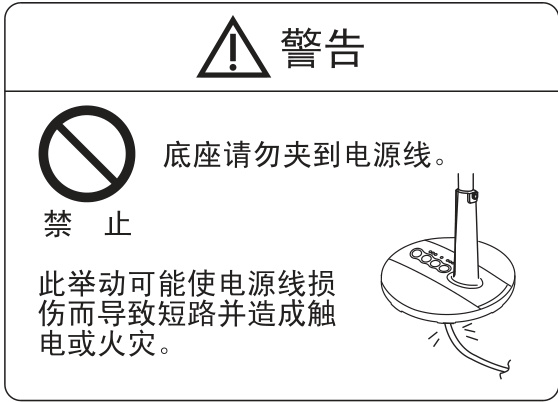 警告
底座请勿夹到电源线。
禁 止
此举动可能使电源线损
伤而导致短路并造成触
电或火灾。